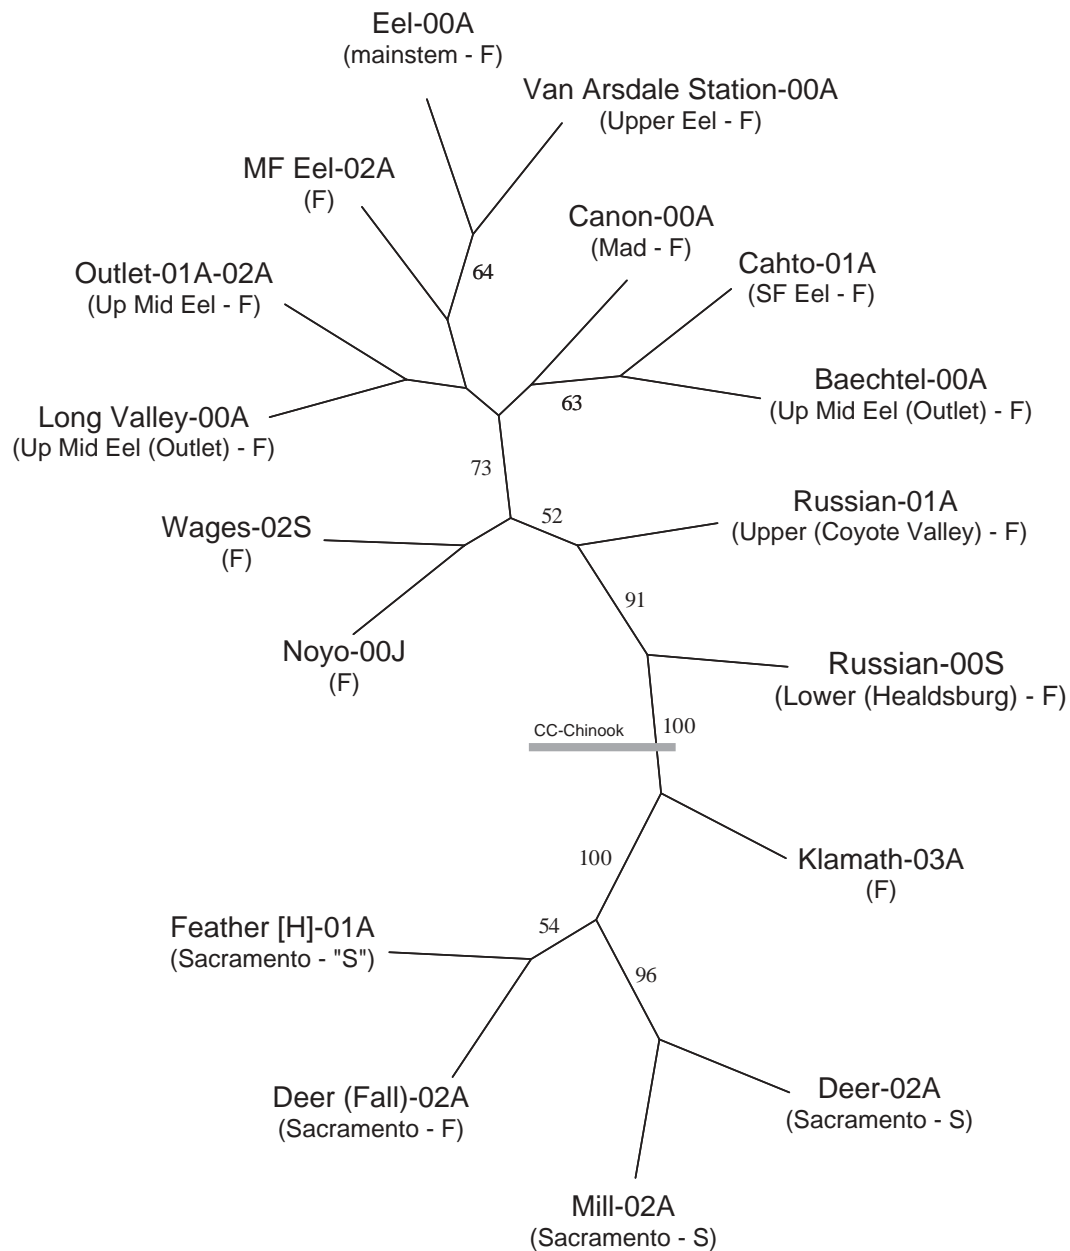 Eel-00A
(mainstem - F)
Van Arsdale Station-00A
(Upper Eel - F)
MF Eel-02A
(F)
Canon-00A
(Mad - F)
Cahto-01A
(SF Eel - F)
64
Outlet-01A-02A
(Up Mid Eel - F)
Baechtel-00A
(Up Mid Eel (Outlet) - F)
63
Long Valley-00A
(Up Mid Eel (Outlet) - F)
73
Wages-02S
(F)
52
Russian-01A
(Upper (Coyote Valley) - F)
91
Noyo-00J
(F)
Russian-00S
(Lower (Healdsburg) - F)
CC-Chinook
100
Klamath-03A
(F)
100
Feather [H]-01A
(Sacramento - "S")
54
96
Deer (Fall)-02A
(Sacramento - F)
Deer-02A
(Sacramento - S)
Mill-02A
(Sacramento - S)